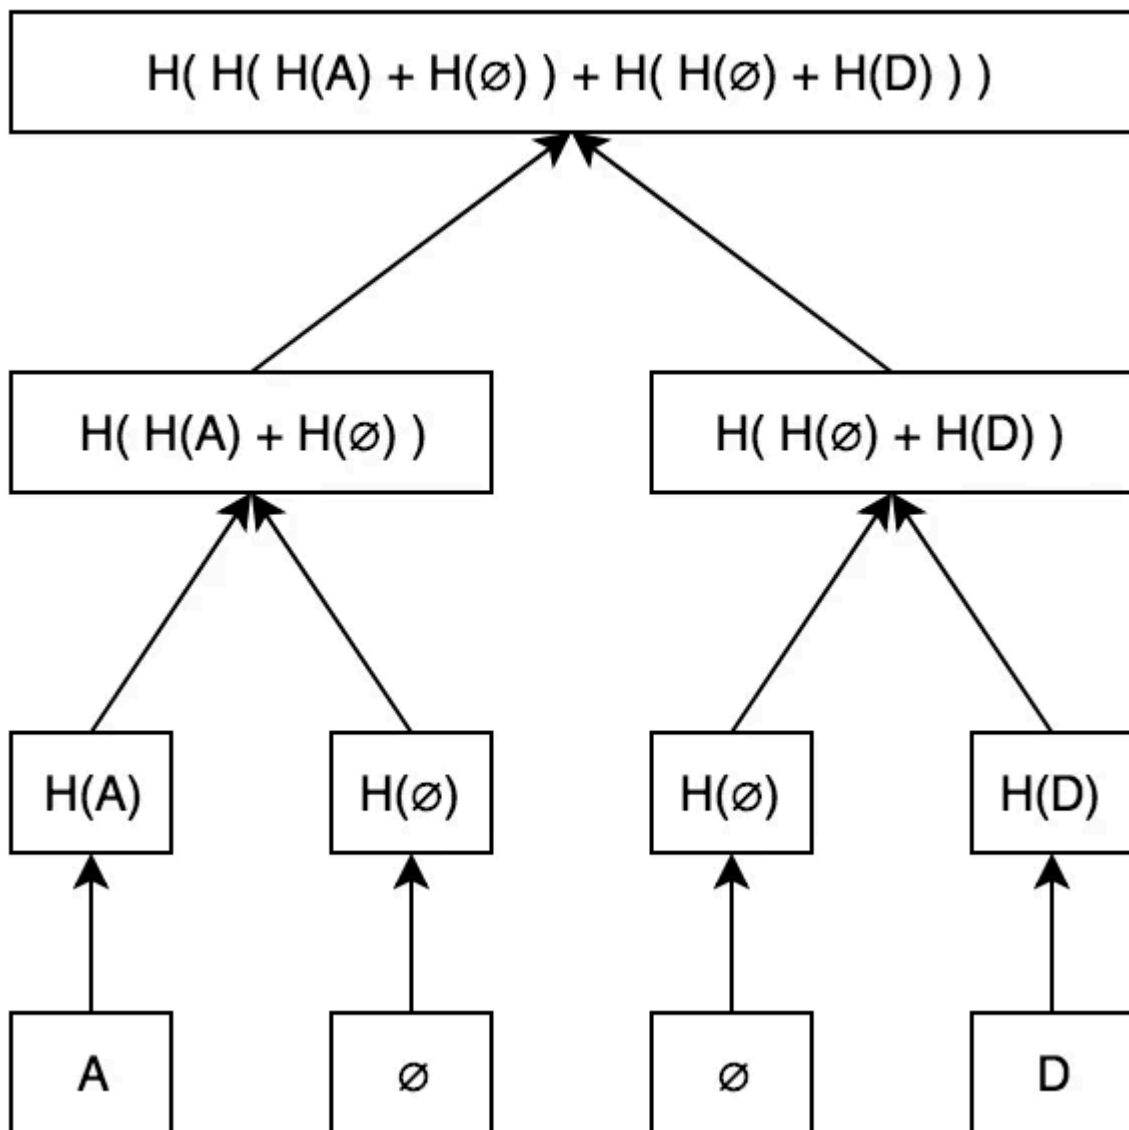 H( H( H(A) + H(∅) ) + H( H(∅) + H(D) ) )
H( H(A) + H(∅) )
H( H(∅) + H(D) )
H(A)
H(∅)
H(∅)
H(D)
A
∅
∅
D